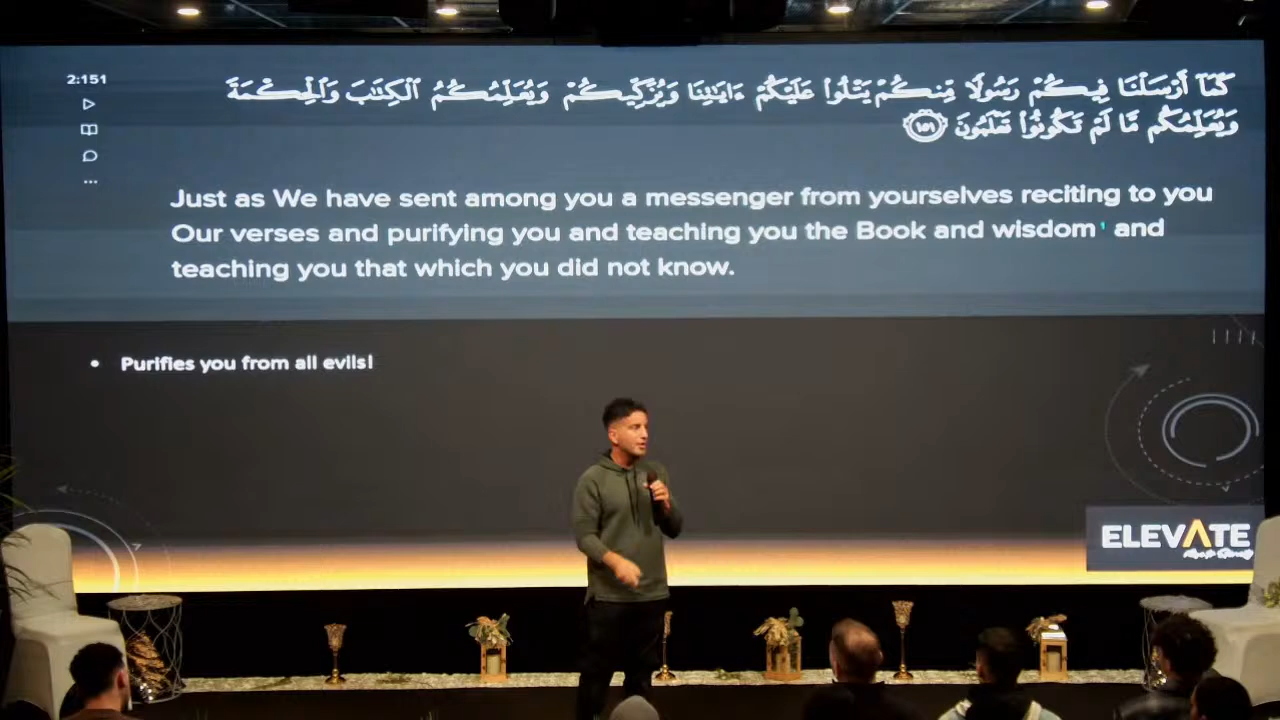 2:151
كَمَآ أَرْسَلْنَا فِيكُمْ رَسُولًا مِّنكُمْ يَتْلُوا۟ عَلَيْكُمْ ءَايَـٰتِنَا وَيُزَكِّيكُمْ وَيُعَلِّمُكُمُ ٱلْكِتَـٰبَ وَٱلْحِكْمَةَ
وَيُعَلِّمُكُم مَّا لَمْ تَكُونُوا۟ تَعْلَمُونَ ١٥١
Just as We have sent among you a messenger from yourselves reciting to you
Our verses and purifying you and teaching you the Book and wisdom ¹ and
teaching you that which you did not know.
• Purifies you from all evils!
ELEVATE